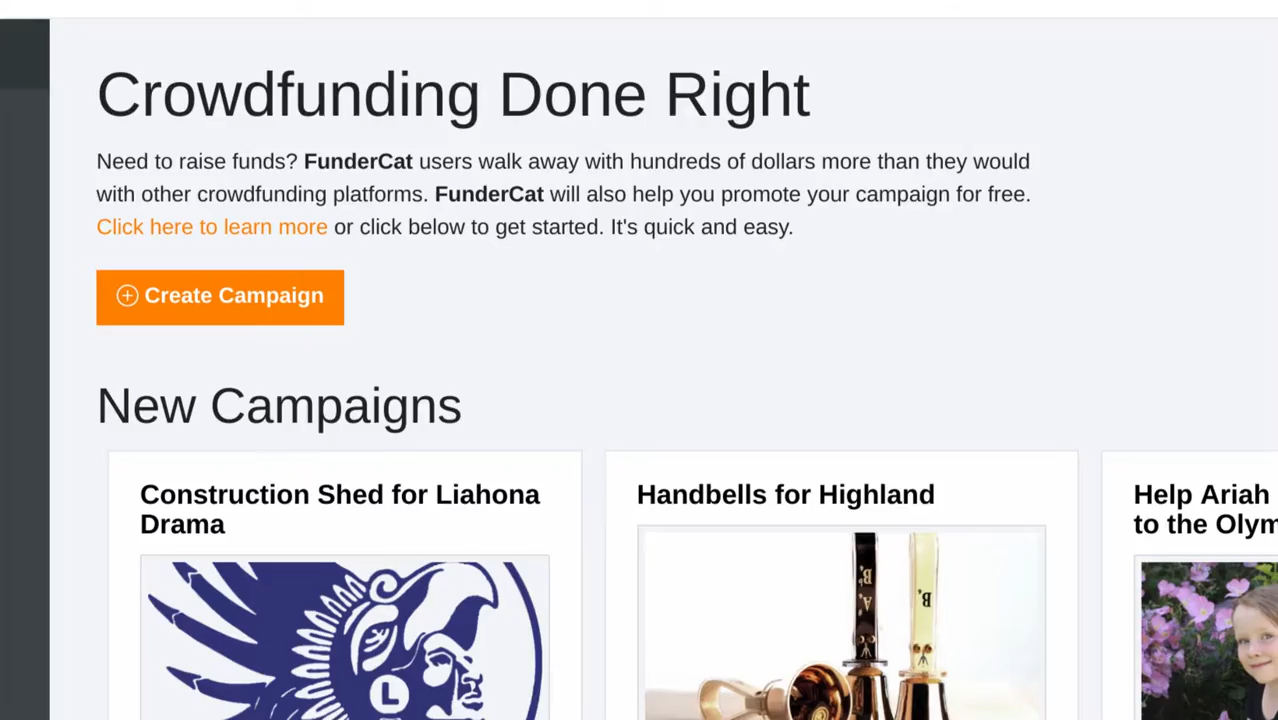 Crowdfunding Done Right
Need to raise funds? FunderCat users walk away with hundreds of dollars more than they would
with other crowdfunding platforms. FunderCat will also help you promote your campaign for free.
Click here to learn more or click below to get started. It's quick and easy.
Create Campaign
New Campaigns
Construction Shed for Liahona
Drama
Handbells for Highland
Help Ariah
to the Olym
L